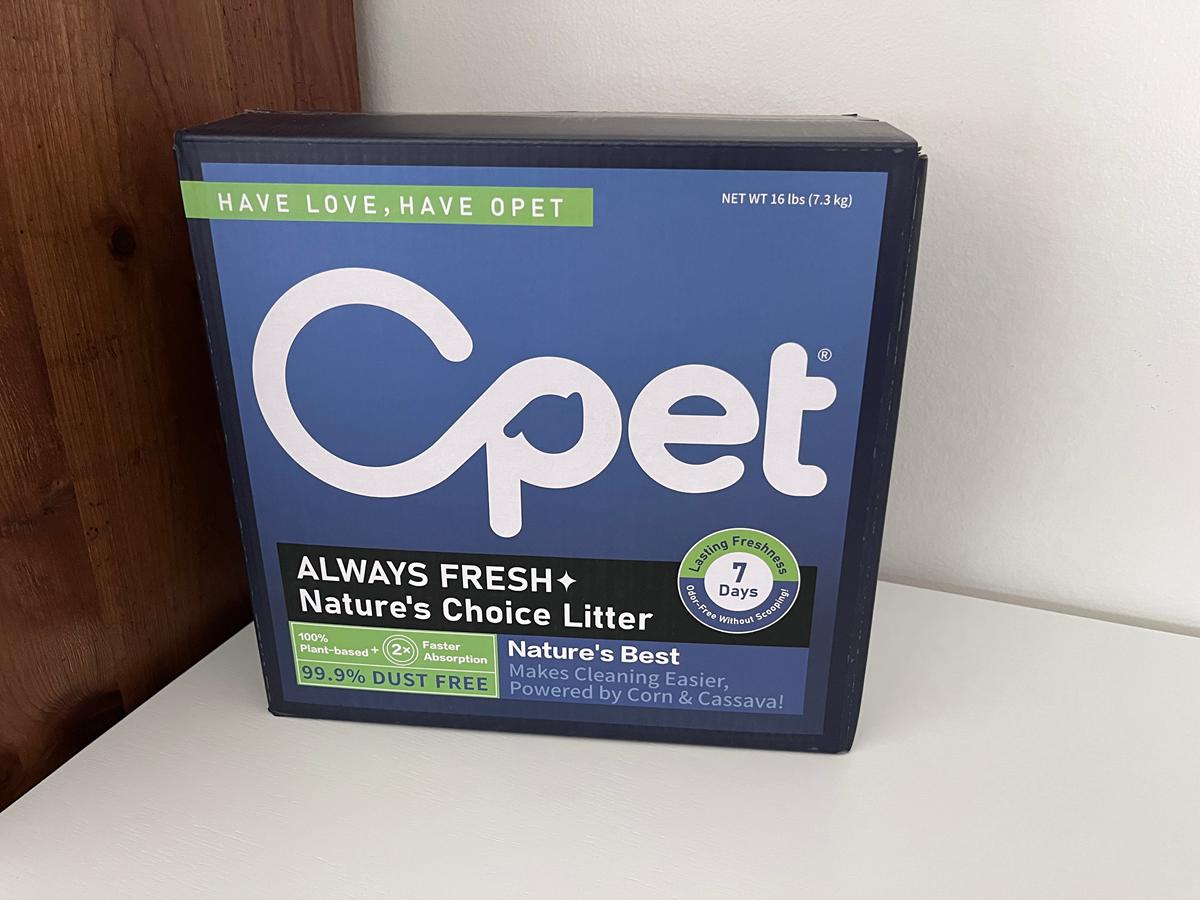 HAVE LOVE, HAVE OPET
NET WT 16 lbs (7.3 kg)
Opet®
ALWAYS FRESH✦
Nature's Choice Litter
Lasting Freshness
7
Days
Odor-Free Without Scooping!
100%
Plant-based + 2× Faster
Absorption
99.9% DUST FREE
Nature's Best
Makes Cleaning Easier,
Powered by Corn & Cassava!